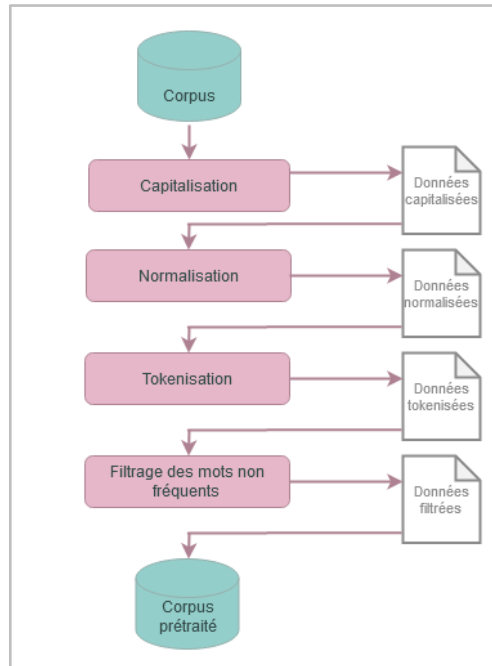 Corpus
Capitalisation
Données
capitalisées
Normalisation
Données
normalisées
Tokenisation
Données
tokenisées
Filtrage des mots non
fréquents
Données
filtrées
Corpus
prétraité